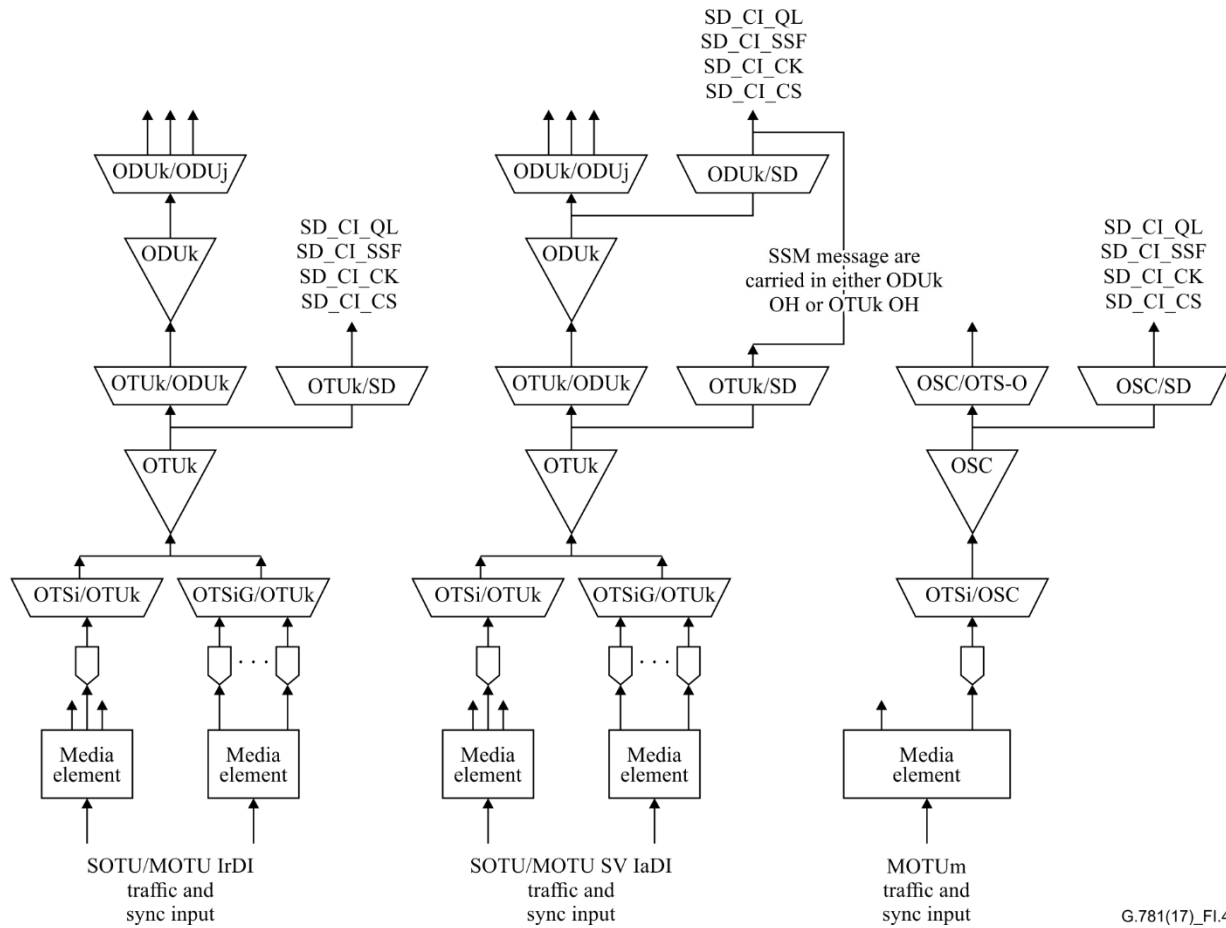 SD_CI_QL
SD_CI_SSF
SD_CI_CK
SD_CI_CS
ODUk/ODUj
ODUk/ODUj
ODUk/SD
SD_CI_QL
SD_CI_SSF
SD_CI_CK
SD_CI_CS
SD_CI_QL
SD_CI_SSF
SD_CI_CK
SD_CI_CS
ODUk
ODUk
SSM message are
carried in either ODUk
OH or OTUk OH
OTUk/ODUk
OTUk/SD
OTUk/ODUk
OTUk/SD
OSC/OTS-O
OSC/SD
OTUk
OTUk
OSC
OTSi/OTUk
OTSiG/OTUk
OTSi/OTUk
OTSiG/OTUk
OTSi/OSC
· · ·
· · ·
Media
element
Media
element
Media
element
Media
element
Media
element
SOTU/MOTU IrDI
traffic and
sync input
SOTU/MOTU SV IaDI
traffic and
sync input
MOTUm
traffic and
sync input
G.781(17)_FI.4